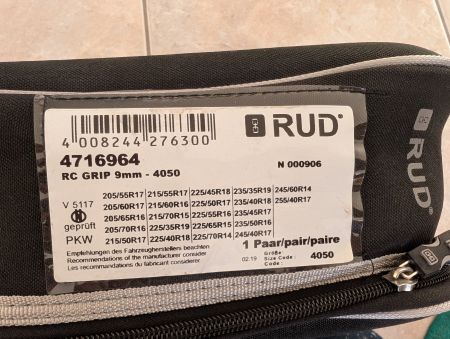 4 008244 276300
RUD
4716964
RC GRIP 9mm - 4050
N 000906
V 5117
geprüft
PKW
205/55R17 215/55R17 225/45R18 235/35R19 245/60R14
205/60R17 215/60R16 225/50R17 235/40R18 255/40R17
205/65R16 215/70R15 225/55R16 235/45R17
205/70R16 225/35R19 225/65R15 235/50R16
215/50R17 225/40R18 225/70R14 245/40R17
Empfehlungen des Fahrzeugherstellers beachten
Recommendations of the manufacturer consider
Les recommandations du fabricant considerer
1 Paar/pair/paire
02.19
Größe
Size Code:
Code
4050
RUD